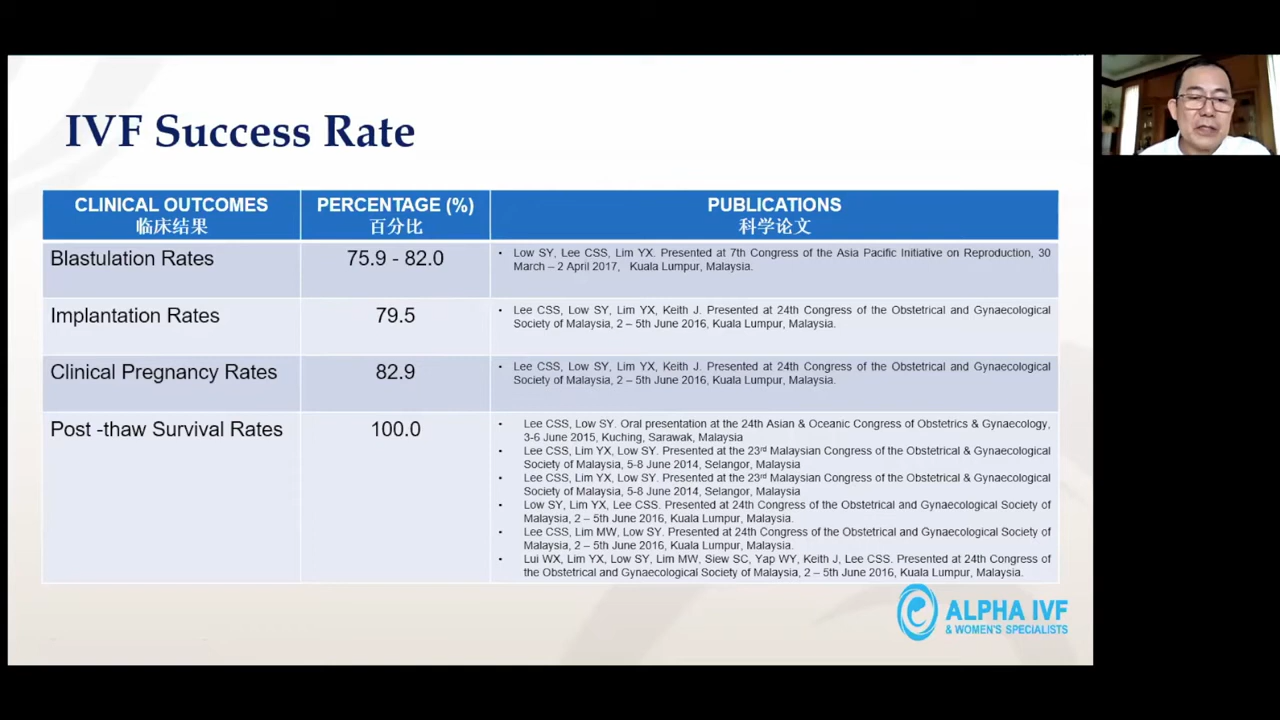 IVF Success Rate
CLINICAL OUTCOMES
临床结果
PERCENTAGE (%)
百分比
PUBLICATIONS
科学论文
Blastulation Rates
75.9 - 82.0
• Low SY, Lee CSS, Lim YX. Presented at 7th Congress of the Asia Pacific Initiative on Reproduction, 30
March – 2 April 2017, Kuala Lumpur, Malaysia.
Implantation Rates
79.5
• Lee CSS, Low SY, Lim YX, Keith J. Presented at 24th Congress of the Obstetrical and Gynaecological
Society of Malaysia, 2 – 5th June 2016, Kuala Lumpur, Malaysia.
Clinical Pregnancy Rates
82.9
• Lee CSS, Low SY, Lim YX, Keith J. Presented at 24th Congress of the Obstetrical and Gynaecological
Society of Malaysia, 2 – 5th June 2016, Kuala Lumpur, Malaysia.
Post -thaw Survival Rates
100.0
• Lee CSS, Low SY. Oral presentation at the 24th Asian & Oceanic Congress of Obstetrics & Gynaecology,
3-6 June 2015, Kuching, Sarawak, Malaysia
• Lee CSS, Lim YX, Low SY. Presented at the 23rd Malaysian Congress of the Obstetrical & Gynaecological
Society of Malaysia, 5-8 June 2014, Selangor, Malaysia
• Lee CSS, Lim YX, Low SY. Presented at the 23rd Malaysian Congress of the Obstetrical & Gynaecological
Society of Malaysia, 5-8 June 2014, Selangor, Malaysia
• Low SY, Lim YX, Lee CSS. Presented at 24th Congress of the Obstetrical and Gynaecological Society of
Malaysia, 2 – 5th June 2016, Kuala Lumpur, Malaysia.
• Lee CSS, Lim MW, Low SY. Presented at 24th Congress of the Obstetrical and Gynaecological Society of
Malaysia, 2 – 5th June 2016, Kuala Lumpur, Malaysia.
• Lui WX, Lim YX, Low SY, Lim MW, Siew SC, Yap WY, Keith J, Lee CSS. Presented at 24th Congress of
the Obstetrical and Gynaecological Society of Malaysia, 2 – 5th June 2016, Kuala Lumpur, Malaysia.
ALPHA IVF
& WOMEN'S SPECIALISTS